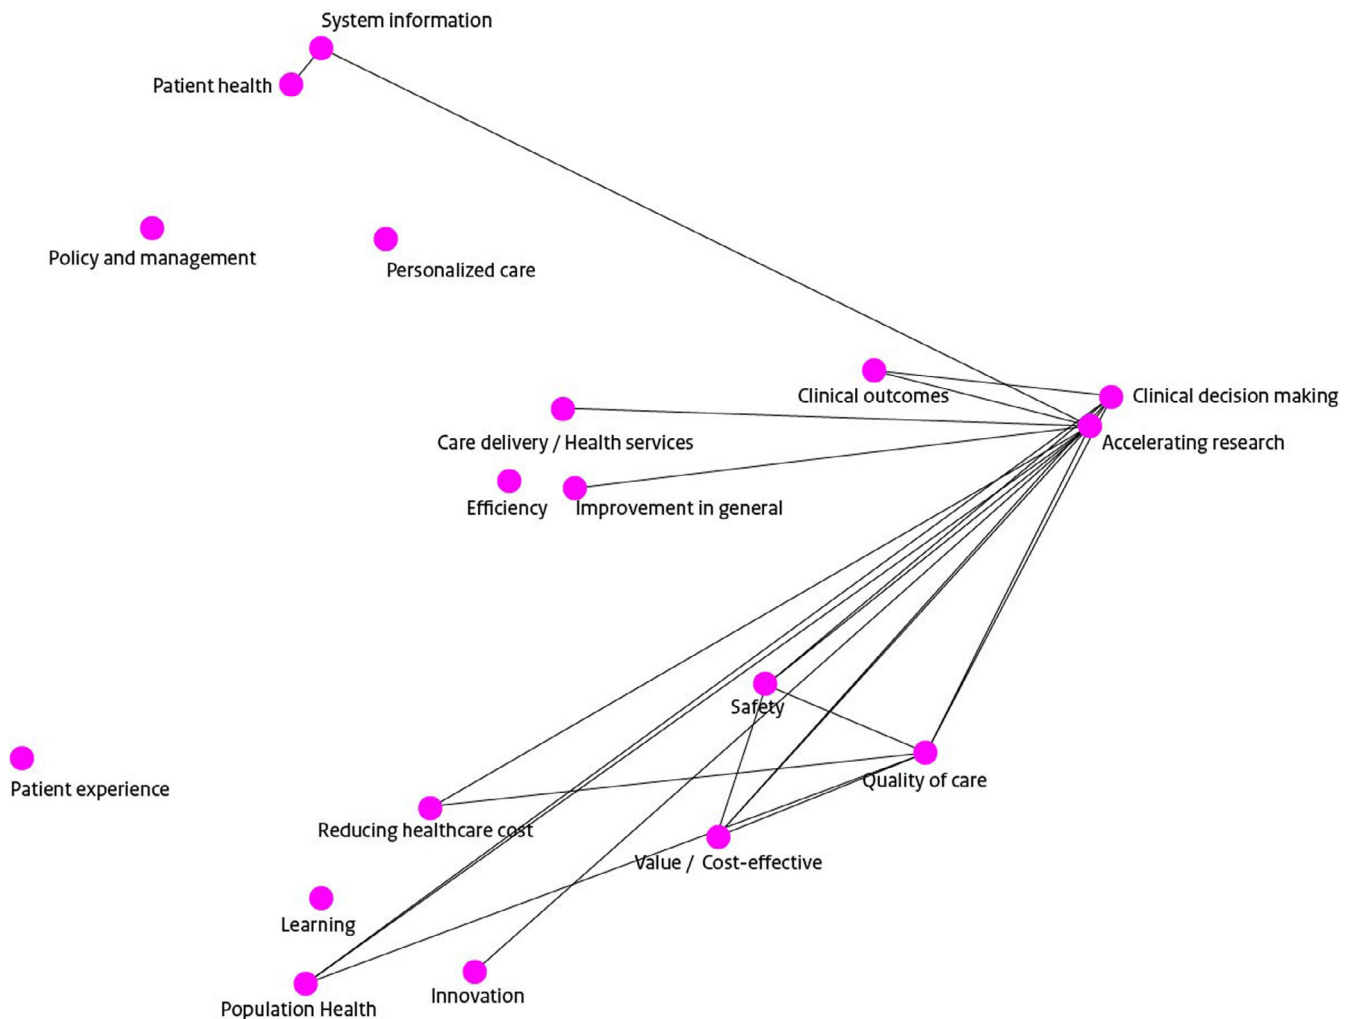 System information
Patient health
Policy and management
Personalized care
Clinical outcomes
Clinical decision making
Care delivery / Health services
Accelerating research
Efficiency
Improvement in general
Safety
Quality of care
Patient experience
Reducing healthcare cost
Value / Cost-effective
Learning
Innovation
Population Health